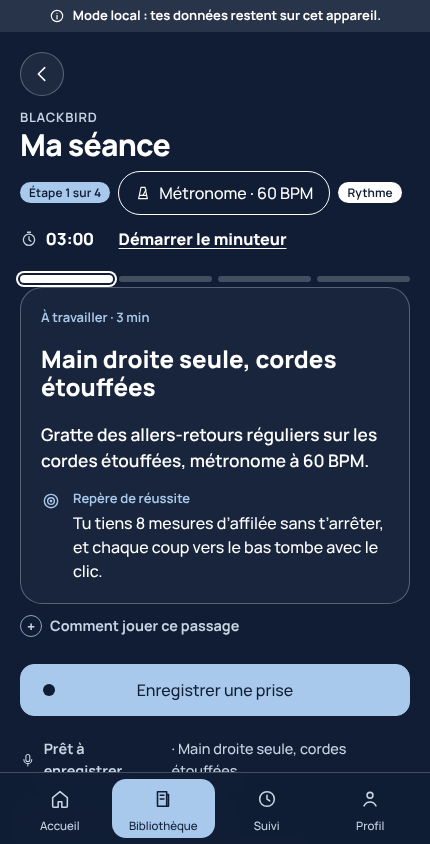 Mode local : tes données restent sur cet appareil.
BLACKBIRD
Ma séance
Étape 1 sur 4
Métronome · 60 BPM
Rythme
03:00 Démarrer le minuteur
À travailler · 3 min
Main droite seule, cordes
étouffées
Gratte des allers-retours réguliers sur les
cordes étouffées, métronome à 60 BPM.
Repère de réussite
Tu tiens 8 mesures d’affilée sans t’arrêter,
et chaque coup vers le bas tombe avec le
clic.
Comment jouer ce passage
Enregistrer une prise
Prêt à · Main droite seule, cordes
enregistrer étouffées
Accueil Bibliothèque Suivi Profil